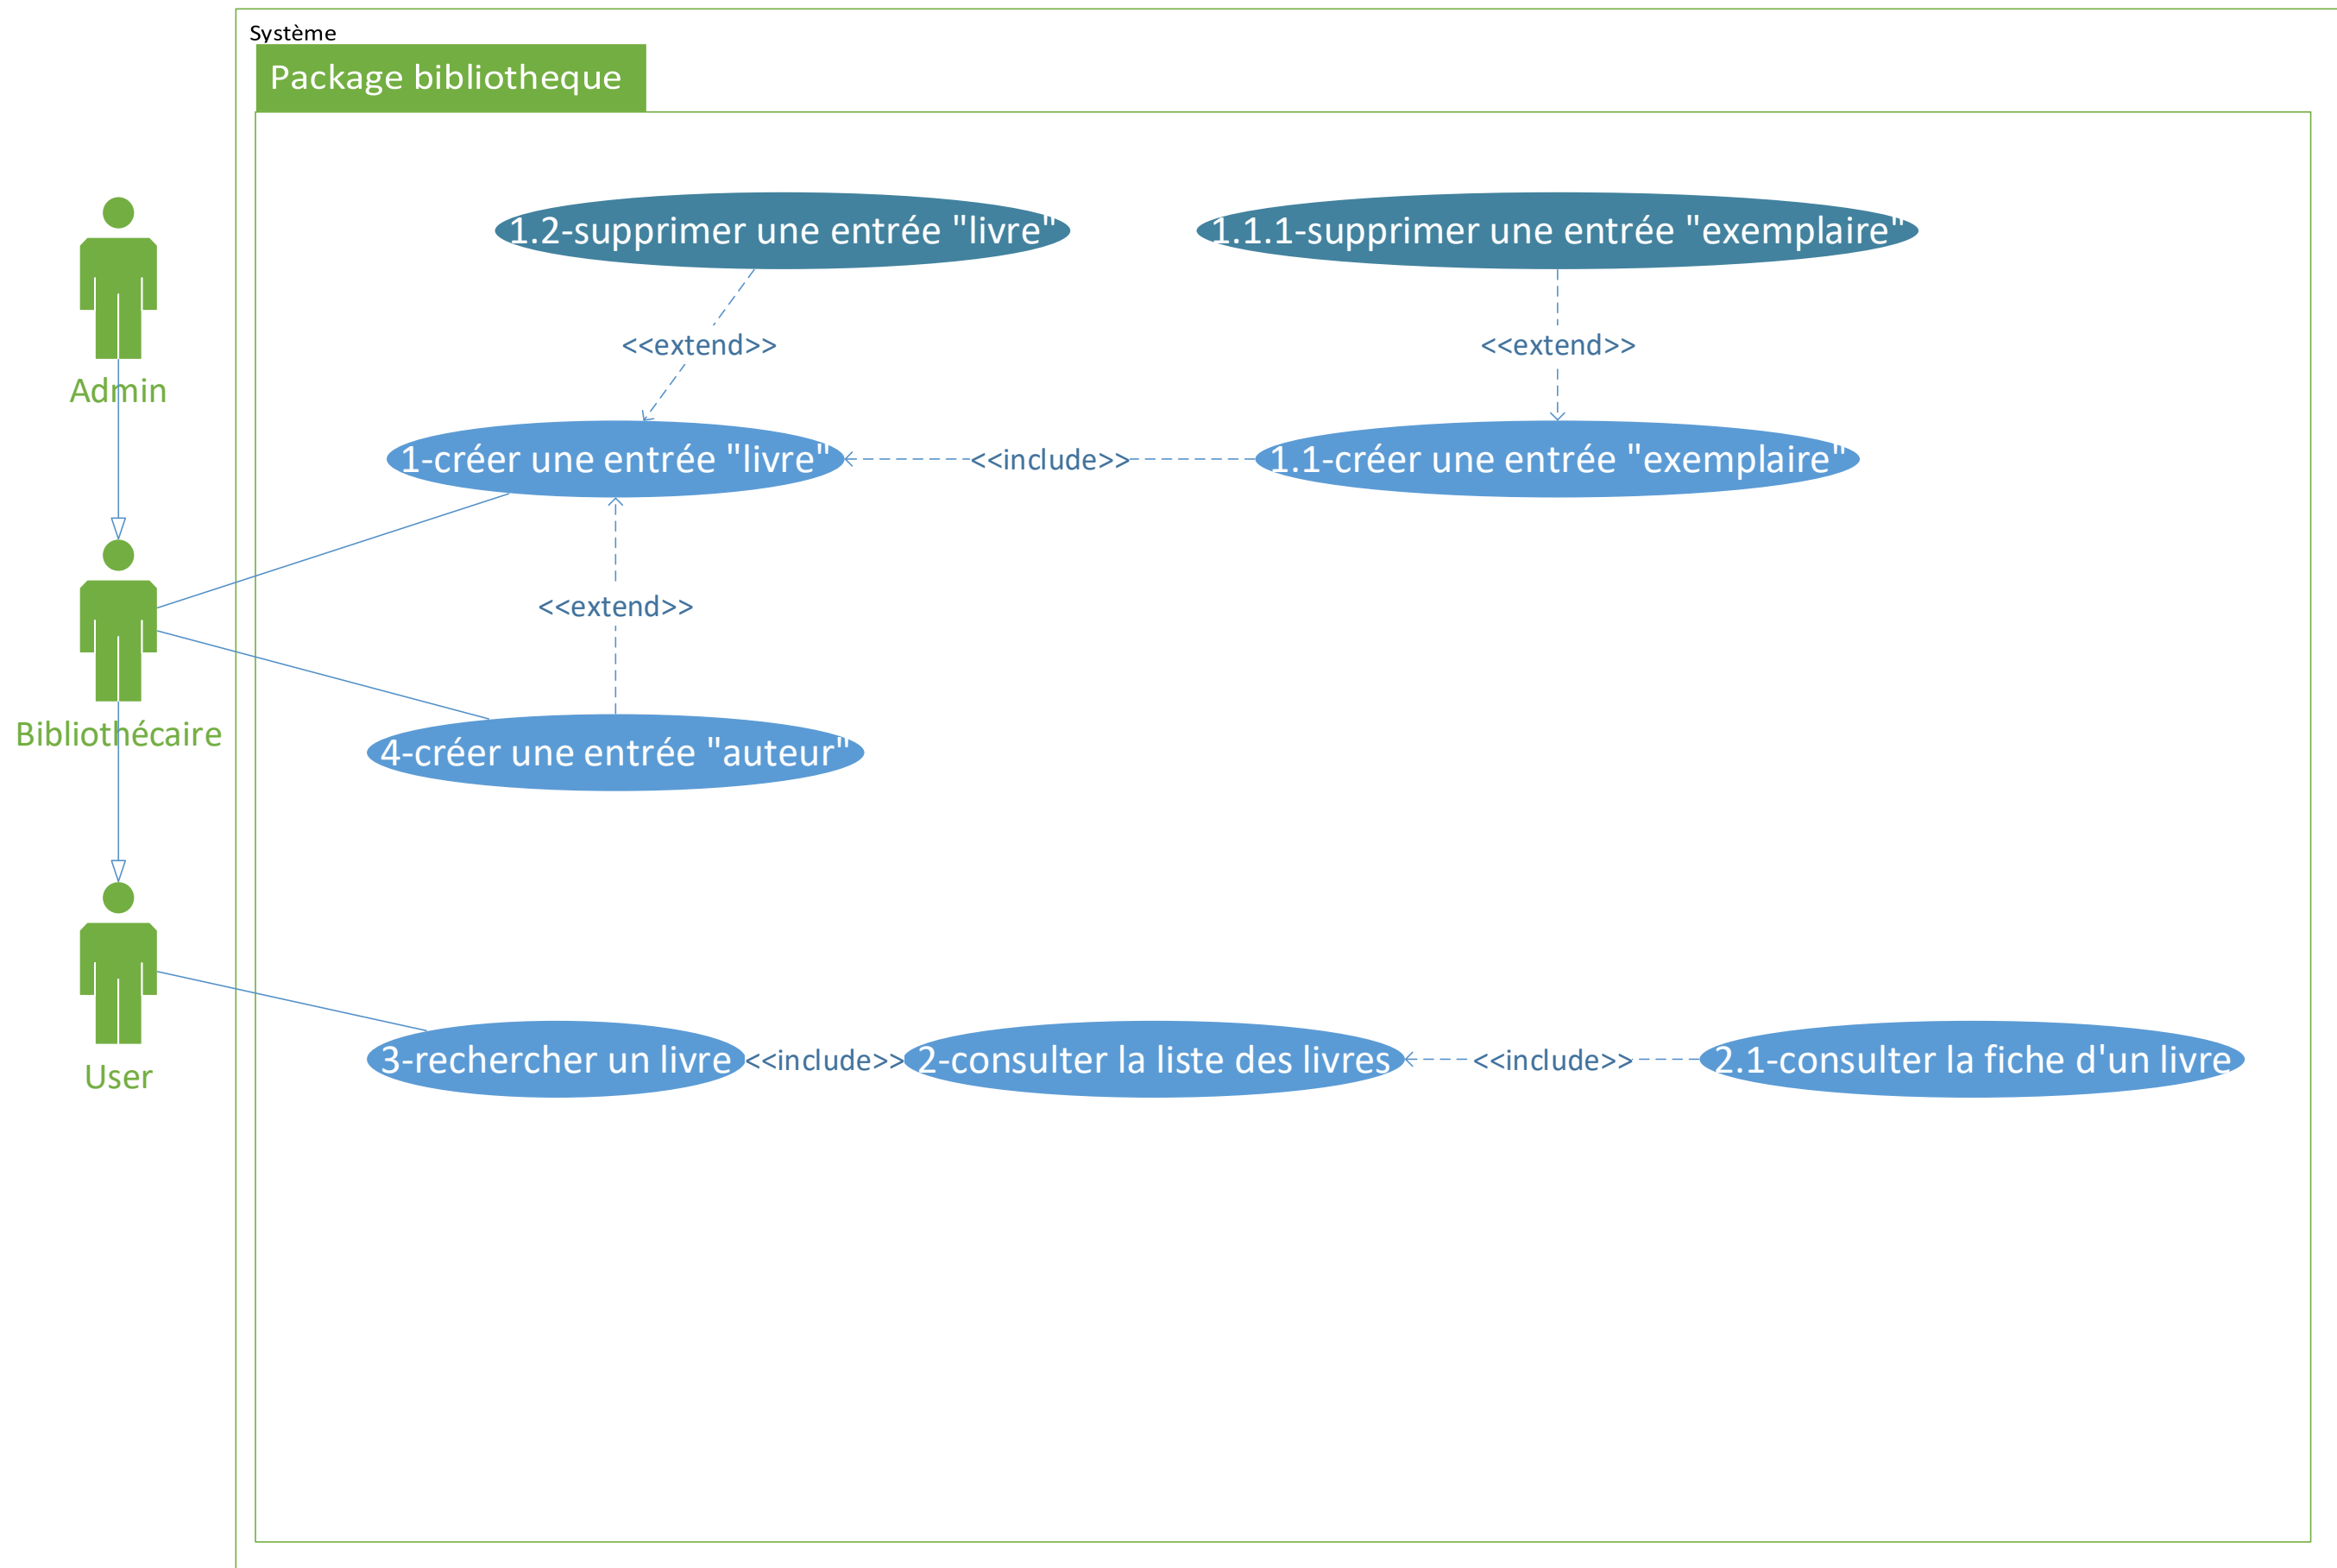 Système
Package bibliotheque
1.2-supprimer une entrée "livre"
1.1.1-supprimer une entrée "exemplaire"
<<extend>>
<<extend>>
Admin
1-créer une entrée "livre"
<<include>>
1.1-créer une entrée "exemplaire"
<<extend>>
Bibliothécaire
4-créer une entrée "auteur"
3-rechercher un livre
<<include>>
2-consulter la liste des livres
<<include>>
2.1-consulter la fiche d'un livre
User